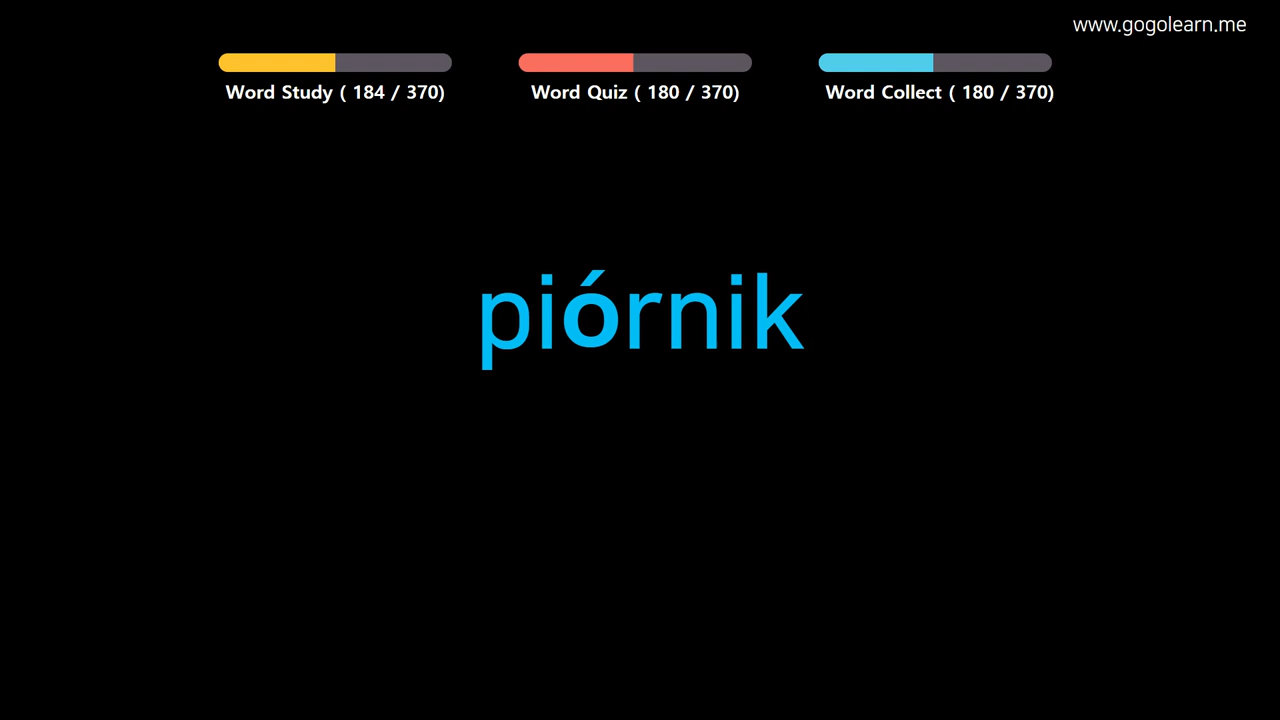 www.gogolearn.me
Word Study ( 184 / 370)
Word Quiz ( 180 / 370)
Word Collect ( 180 / 370)
piórnik